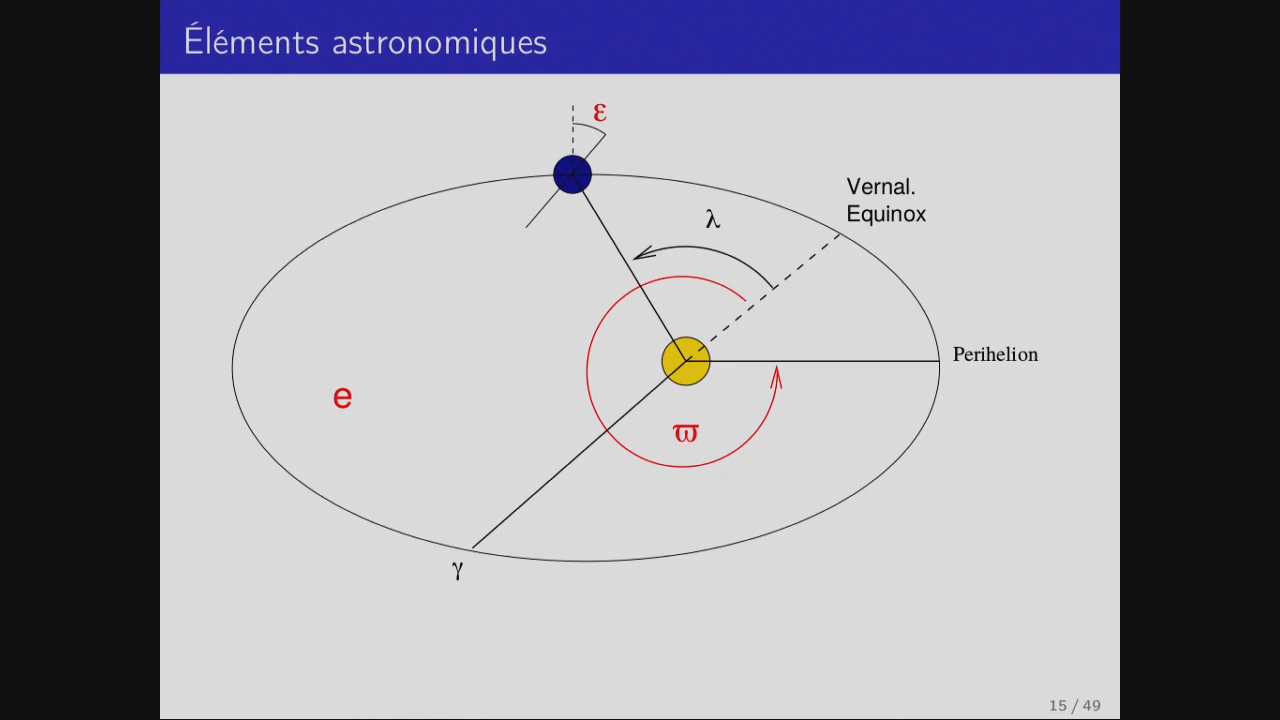 Éléments astronomiques
ε
Vernal.
Equinox
λ
Perihelion
e
ϖ
γ
15 / 49